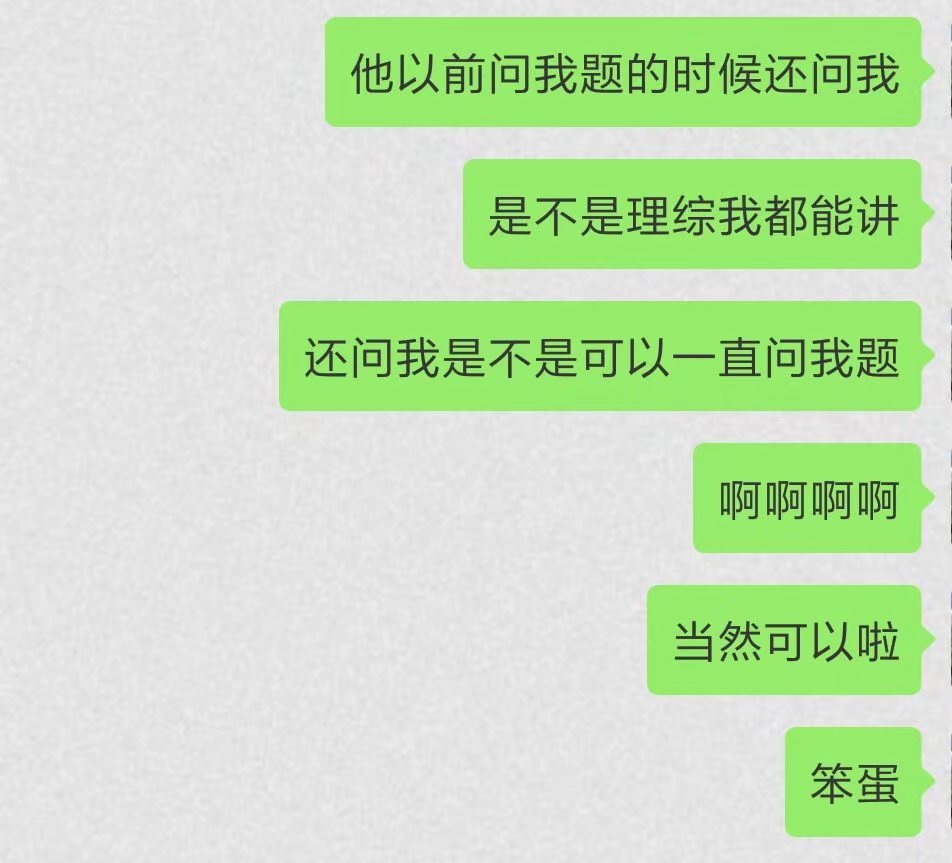 他以前问我题的时候还问我
是不是理综我都能讲
还问我是不是可以一直问我题
啊啊啊啊
当然可以啦
笨蛋